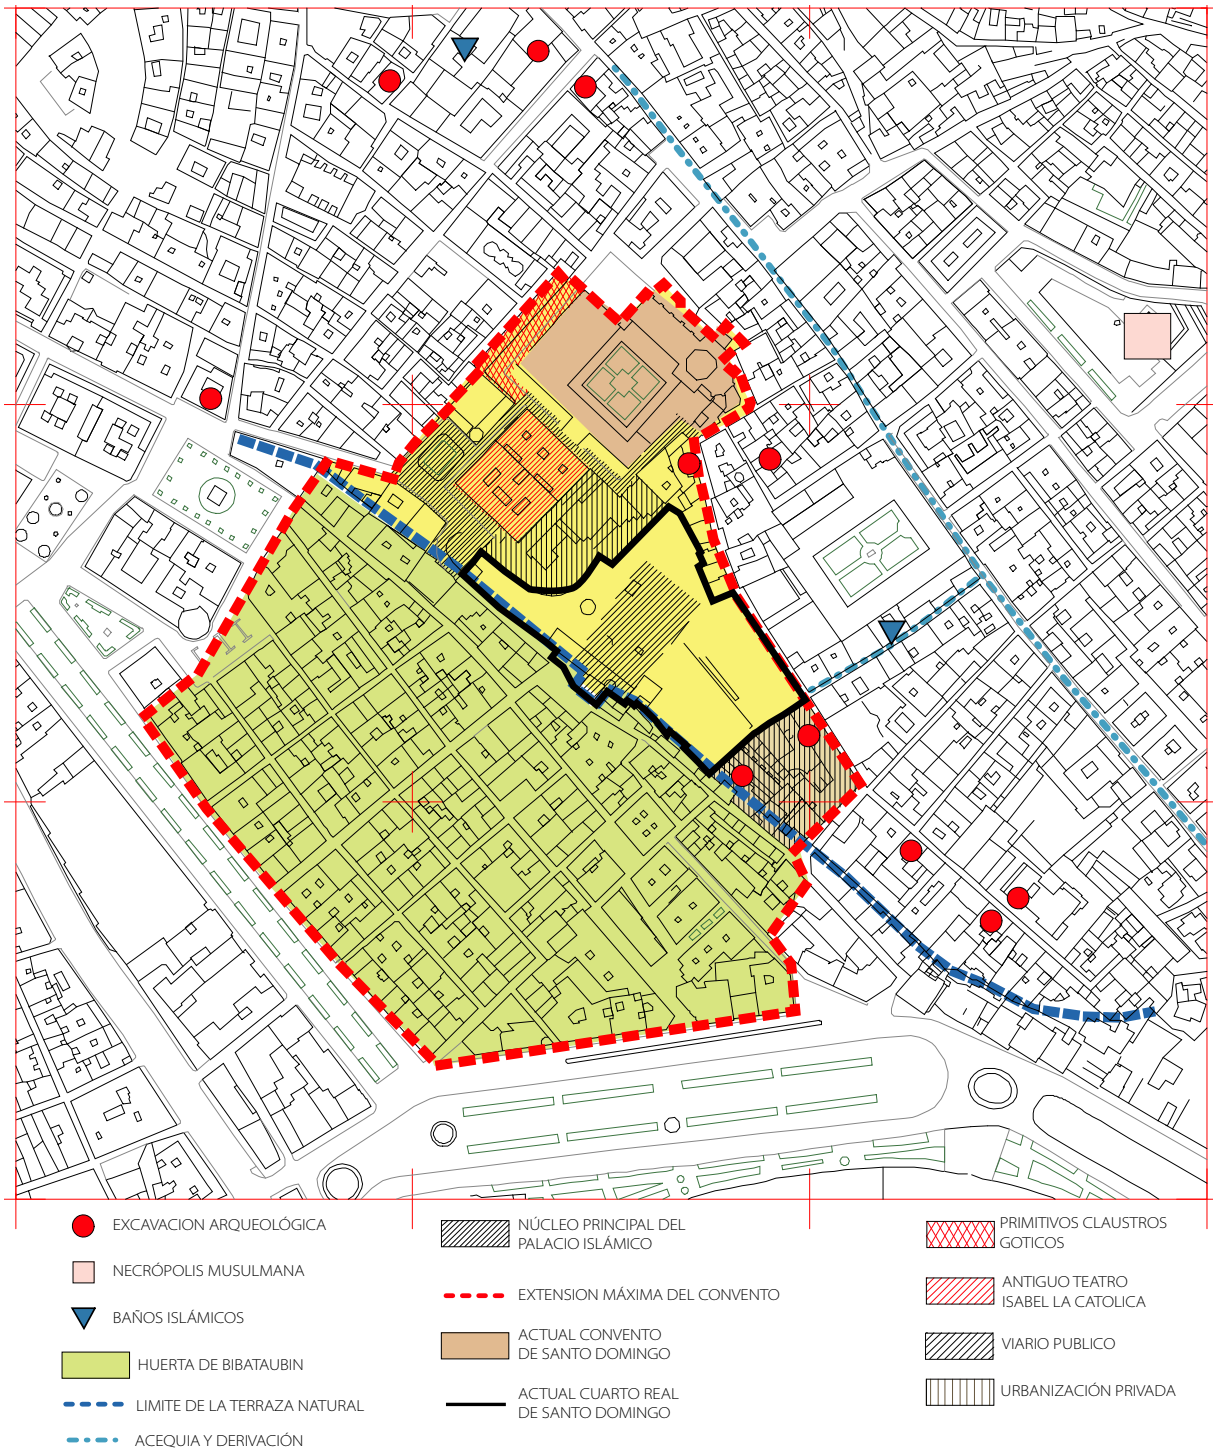 EXCAVACION ARQUEOLÓGICA
NECRÓPOLIS MUSULMANA
BAÑOS ISLÁMICOS
HUERTA DE BIBATAUBIN
LIMITE DE LA TERRAZA NATURAL
ACEQUIA Y DERIVACIÓN
NÚCLEO PRINCIPAL DEL
PALACIO ISLÁMICO
EXTENSION MÁXIMA DEL CONVENTO
ACTUAL CONVENTO
DE SANTO DOMINGO
ACTUAL CUARTO REAL
DE SANTO DOMINGO
PRIMITIVOS CLAUSTROS
GOTICOS
ANTIGUO TEATRO
ISABEL LA CATOLICA
VIARIO PUBLICO
URBANIZACIÓN PRIVADA